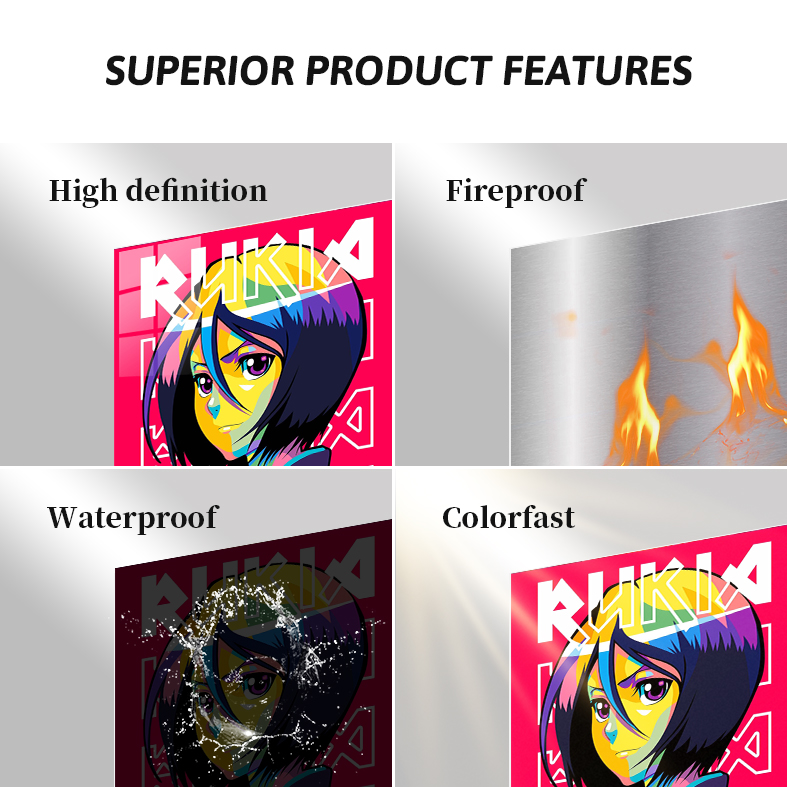 SUPERIOR PRODUCT FEATURES
High definition
Fireproof
RUKIA
Waterproof
Colorfast
RUKIA
RUKIA